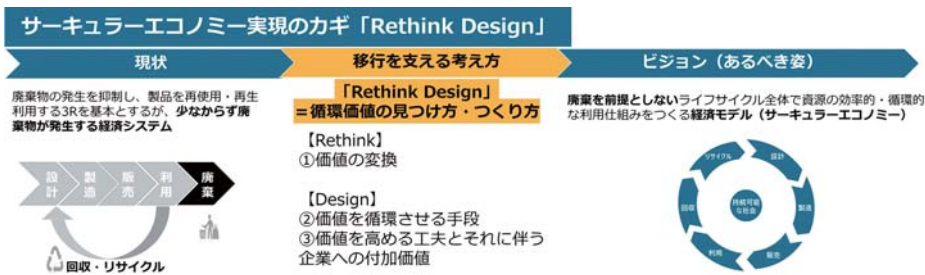 サーキュラーエコノミー実現のカギ「Rethink Design」
現状
移行を支える考え方
ビジョン（あるべき姿）
廃棄物の発生を抑制し、製品を再使用・再生
利用する3Rを基本とするが、少なからず廃
棄物が発生する経済システム
設計
製造
販売
利用
廃棄
回収・リサイクル
「Rethink Design」
＝循環価値の見つけ方・つくり方
【Rethink】
①価値の変換
【Design】
②価値を循環させる手段
③価値を高める工夫とそれに伴う
企業への付加価値
廃棄を前提としないライフサイクル全体で資源の効率的・循環的
な利用仕組みをつくる経済モデル（サーキュラーエコノミー）
リサイクル
設計
回収
持続可能
な社会
製造
利用
販売